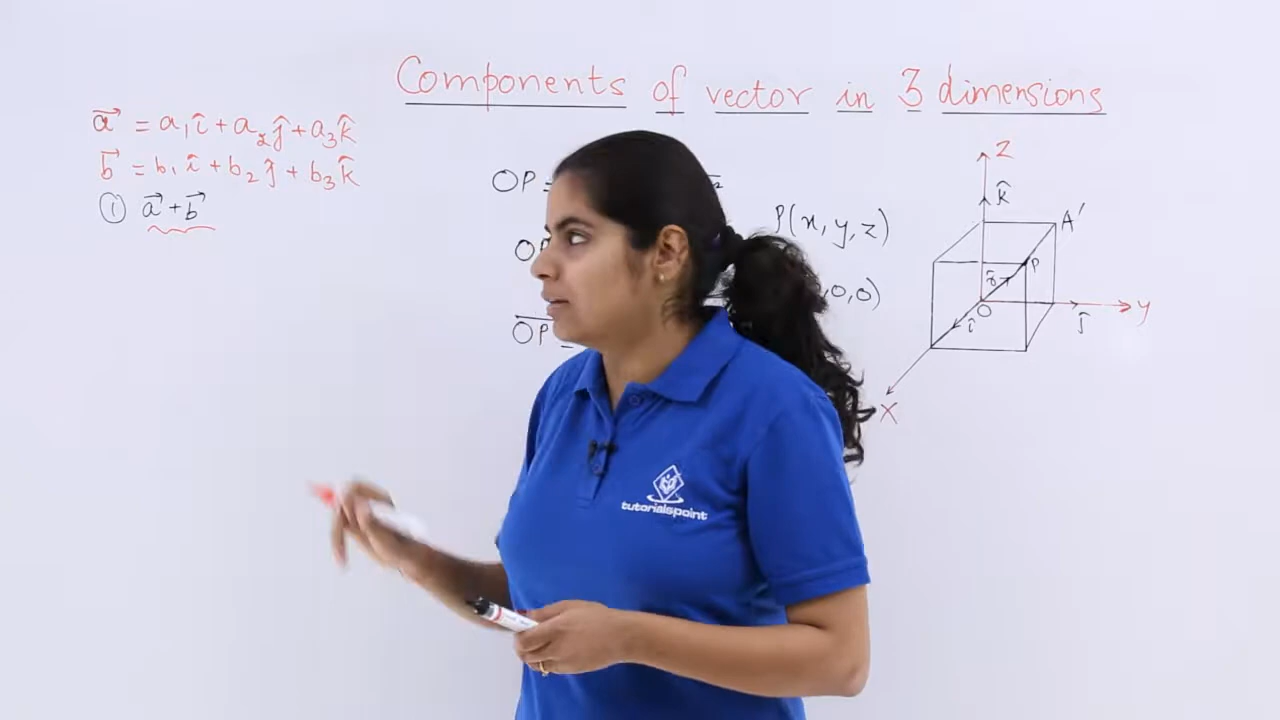 Components of vector in 3 dimensions
a⃗ = a₁î + a₂ĵ + a₃k̂
b⃗ = b₁î + b₂ĵ + b₃k̂
① a⃗ + b⃗
OP =
P(x, y, z)
,0,0)
OP =
Z
k̂
A'
P
r⃗
O
î
ĵ
y
X
tutorialspoint